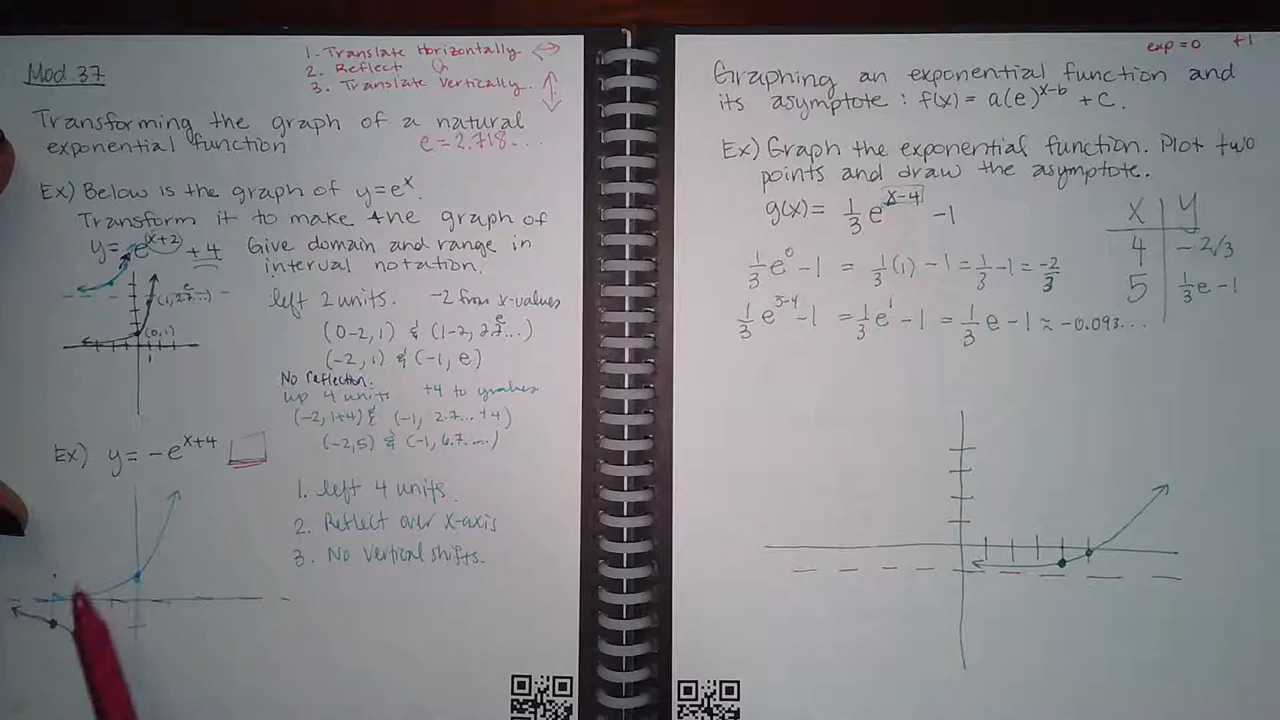 Mod 37
1. Translate Horizontally
2. Reflect
3. Translate Vertically.
Transforming the graph of a natural
exponential function
e = 2.718...
Ex) Below is the graph of y=e^x.
Transform it to make the graph of
y = e^(x+2) + 4 Give domain and range in
interval notation.
(1, 2.7...)
e
(0,1)
left 2 units. -2 from x-values
(0-2, 1) & (1-2, 2.7...)
e
(-2, 1) & (-1, e)
No reflection.
up 4 units +4 to y values
(-2, 1+4) & (-1, 2.7...+4)
(-2,5) & (-1, 6.7...)
Ex) y = -e^x+4
1. left 4 units.
2. Reflect over x-axis
3. No vertical shifts.
exp = 0 +1
Graphing an exponential function and
its asymptote : f(x) = a(e)^x-b + c.
Ex) Graph the exponential function. Plot two
points and draw the asymptote.
g(x) = 1/3 e^x-4 -1
x | y
4 | -2/3
5 | 1/3 e -1
1/3 e^0 - 1 = 1/3 (1) - 1 = 1/3 - 1 = -2/3
1/3 e^5-4 - 1 = 1/3 e^1 - 1 = 1/3 e - 1 ≈ -0.093...